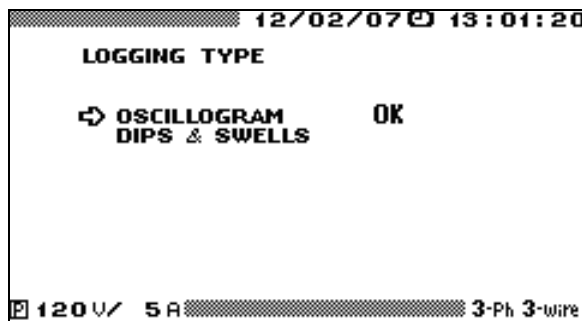 12/02/07 13:01:20
LOGGING TYPE
OSCILLOGRAM OK
DIPS & SWELLS
P 120V/ 5A 3-Ph 3-wire